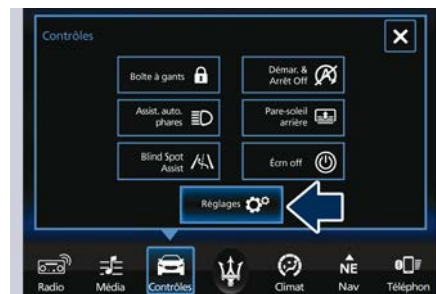 Contrôles
Boîte à gants
Démar. &
Arrêt Off
Assist. auto.
phares
Pare-soleil
arrière
Blind Spot
Assist
Écrn off
Réglages
Radio
Média
Contrôles
Climat
NE
Nav
Téléphon